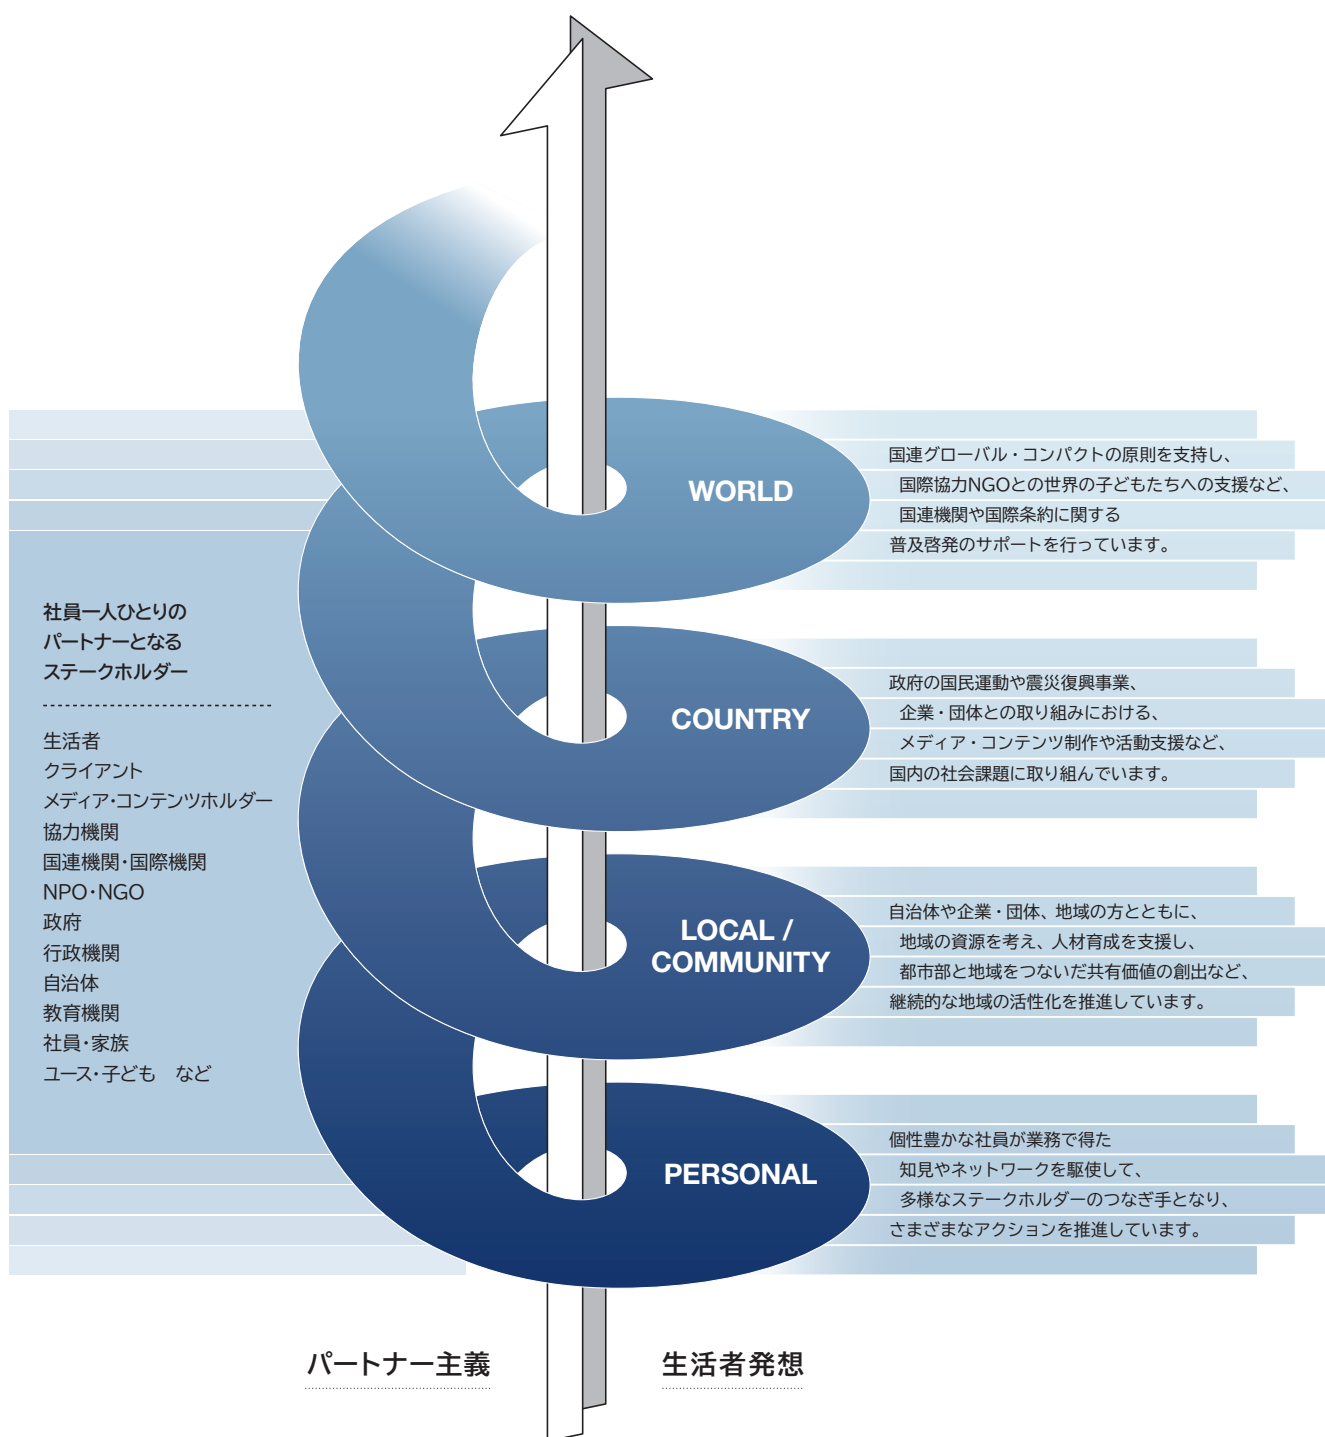 WORLD
国連グローバル・コンパクトの原則を支持し、
国際協力NGOとの世界の子どもたちへの支援など、
国連機関や国際条約に関する
普及啓発のサポートを行っています。
社員一人ひとりの
パートナーとなる
ステークホルダー
生活者
クライアント
メディア・コンテンツホルダー
協力機関
国連機関・国際機関
NPO・NGO
政府
行政機関
自治体
教育機関
社員・家族
ユース・子ども　など
COUNTRY
政府の国民運動や震災復興事業、
企業・団体との取り組みにおける、
メディア・コンテンツ制作や活動支援など、
国内の社会課題に取り組んでいます。
LOCAL /
COMMUNITY
自治体や企業・団体、地域の方とともに、
地域の資源を考え、人材育成を支援し、
都市部と地域をつないだ共有価値の創出など、
継続的な地域の活性化を推進しています。
PERSONAL
個性豊かな社員が業務で得た
知見やネットワークを駆使して、
多様なステークホルダーのつなぎ手となり、
さまざまなアクションを推進しています。
パートナー主義
生活者発想